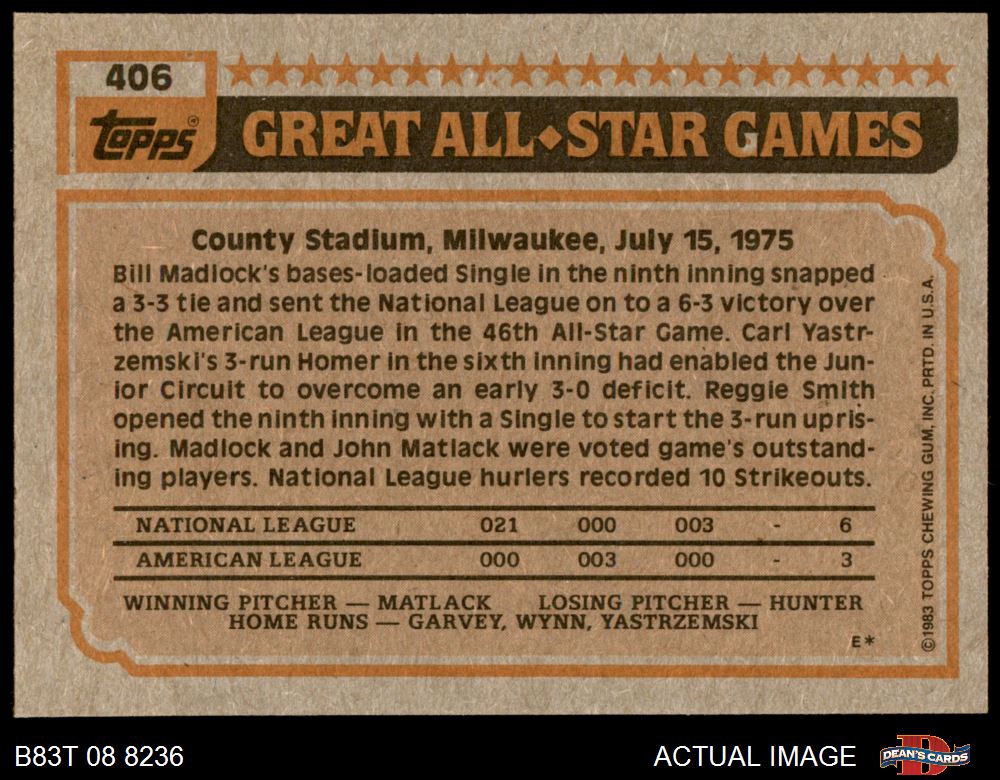 406
topps®
GREAT ALL◆STAR GAMES
County Stadium, Milwaukee, July 15, 1975
Bill Madlock's bases-loaded Single in the ninth inning snapped
a 3-3 tie and sent the National League on to a 6-3 victory over
the American League in the 46th All-Star Game. Carl Yastr-
zemski's 3-run Homer in the sixth inning had enabled the Jun-
ior Circuit to overcome an early 3-0 deficit. Reggie Smith
opened the ninth inning with a Single to start the 3-run upris-
ing. Madlock and John Matlack were voted game's outstand-
ing players. National League hurlers recorded 10 Strikeouts.
NATIONAL LEAGUE 021 000 003 - 6
AMERICAN LEAGUE 000 003 000 - 3
WINNING PITCHER — MATLACK LOSING PITCHER — HUNTER
HOME RUNS — GARVEY, WYNN, YASTRZEMSKI
E*
©1983 TOPPS CHEWING GUM, INC. PRTD. IN U.S.A.
B83T 08 8236 ACTUAL IMAGE
DEAN'S CARDS